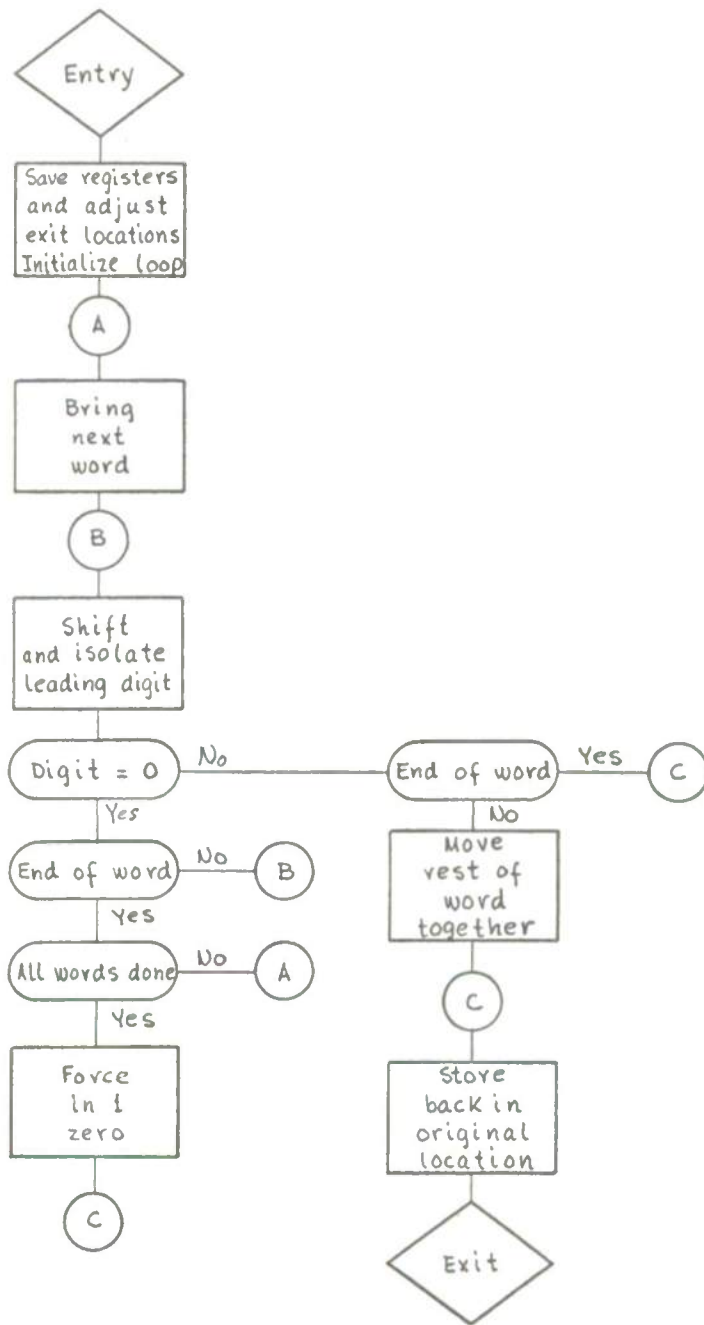 Entry
Save registers
and adjust
exit locations
Initialize loop
A
Bring
next
word
B
Shift
and isolate
leading digit
Digit = 0
No
End of word
Yes
C
Yes
No
End of word
No
B
Move
rest of
word
together
Yes
All words done
No
A
C
Yes
Force
in 1
zero
Store
back in
original
location
C
Exit